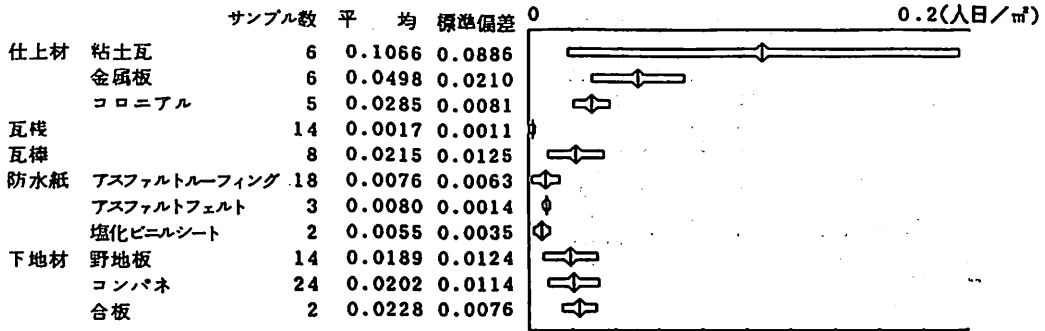 サンプル数 平 均 標準偏差 0 0.2(人日/㎡)
仕上材 粘土瓦 6 0.1066 0.0886
金属板 6 0.0498 0.0210
コロニアル 5 0.0285 0.0081
瓦桟 14 0.0017 0.0011
瓦棒 8 0.0215 0.0125
防水紙 アスファルトルーフィング 18 0.0076 0.0063
アスファルトフェルト 3 0.0080 0.0014
塩化ビニルシート 2 0.0055 0.0035
下地材 野地板 14 0.0189 0.0124
コンパネ 24 0.0202 0.0114
合板 2 0.0228 0.0076